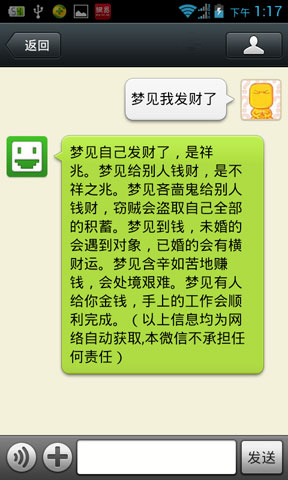 下午 1:17
返回
梦见我发财了
梦见自己发财了，是祥
兆。梦见给别人钱财，是不
祥之兆。梦见吝啬鬼给别人
钱财，窃贼会盗取自己全部
的积蓄。梦见到钱，未婚的
会遇到对象，已婚的会有横
财运。梦见含辛如苦地赚
钱，会处境艰难。梦见有人
给你金钱，手上的工作会顺
利完成。（以上信息均为网
络自动获取,本微信不承担任
何责任）
发送